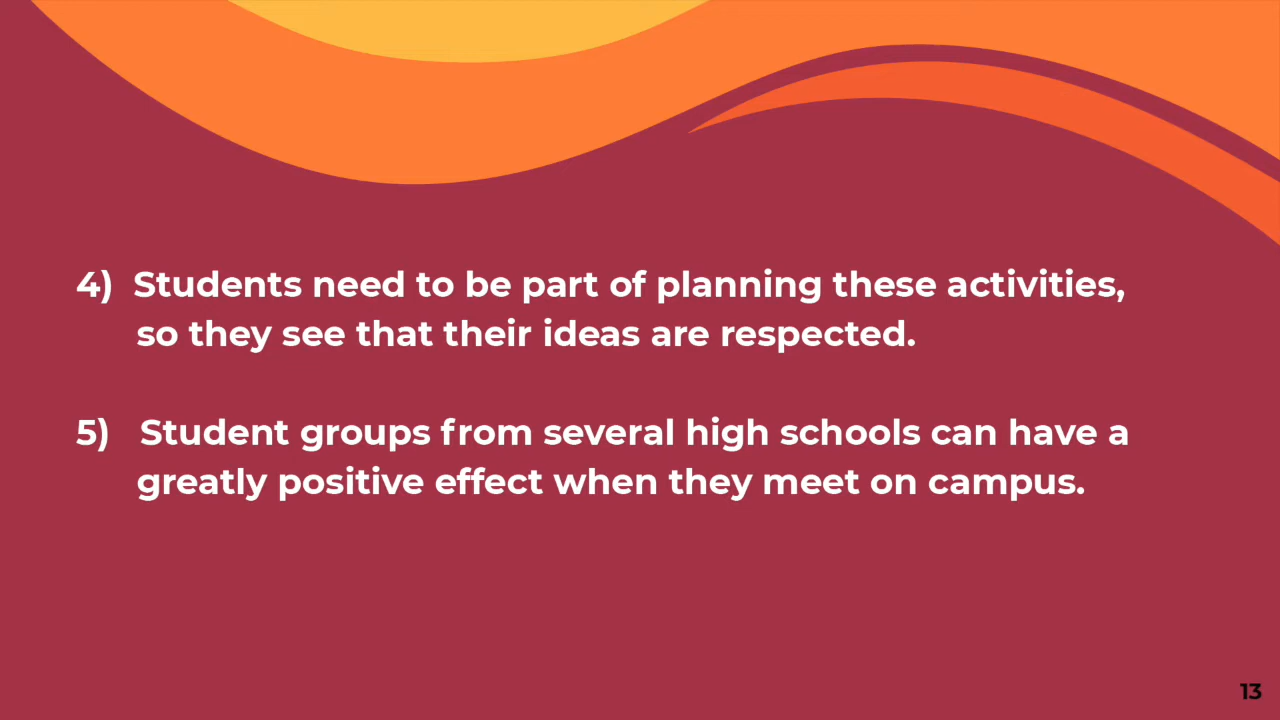 4) Students need to be part of planning these activities,
so they see that their ideas are respected.
5) Student groups from several high schools can have a
greatly positive effect when they meet on campus.
13